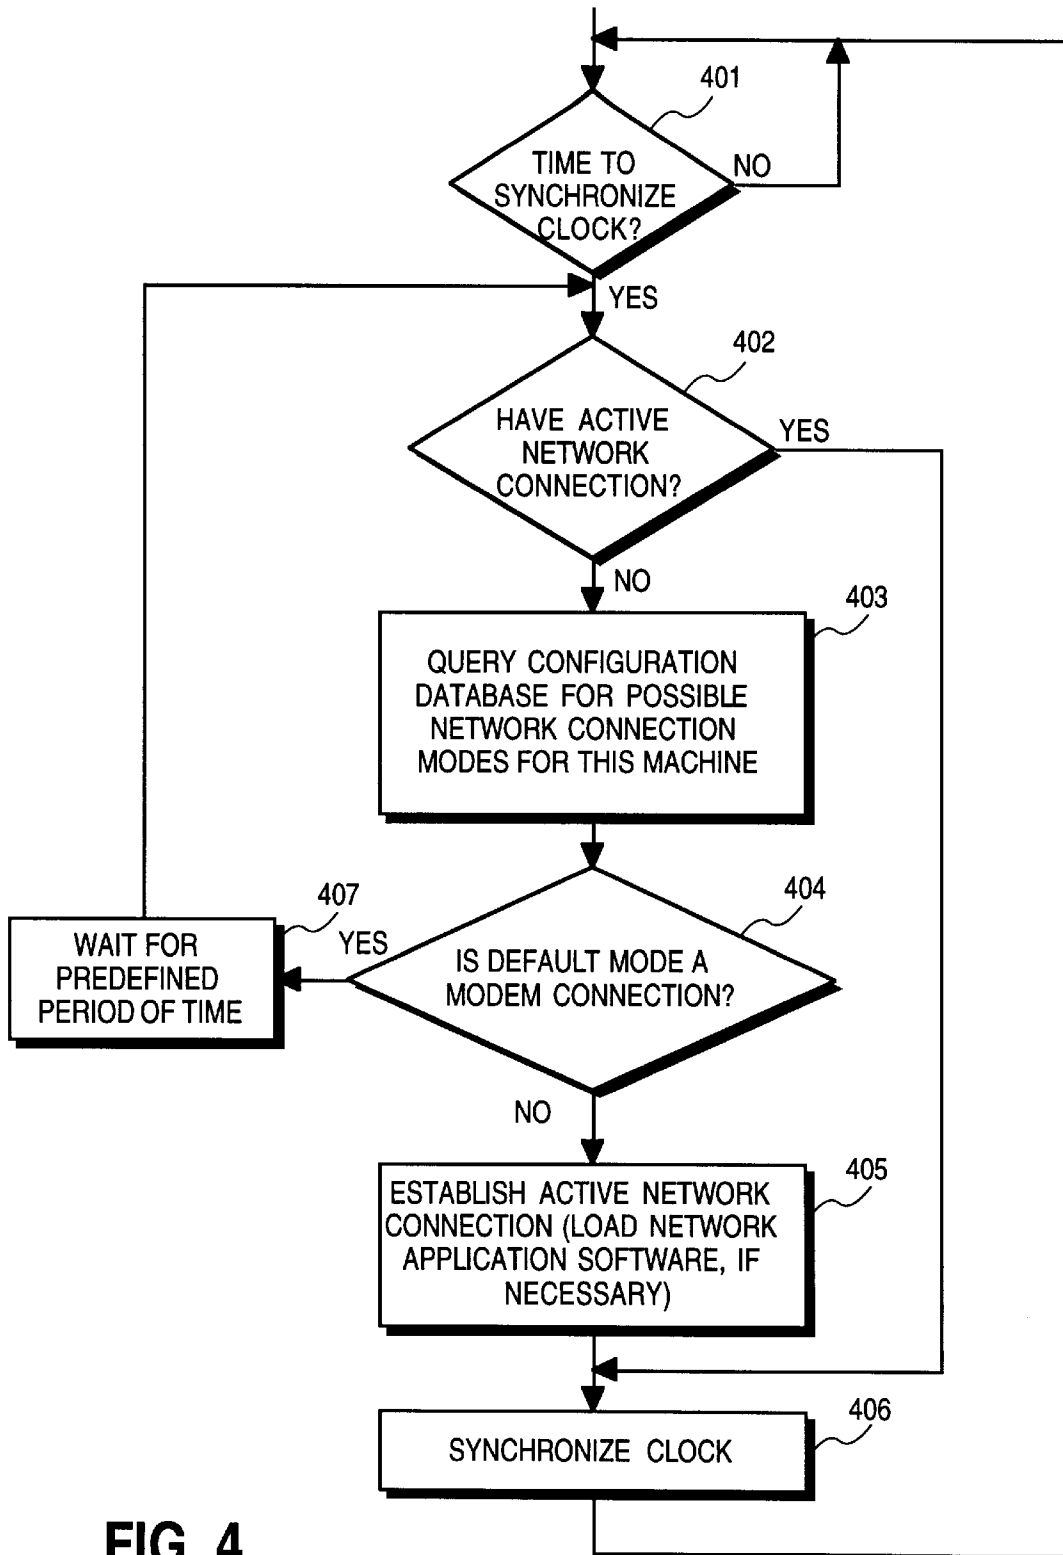 401
TIME TO
SYNCHRONIZE
CLOCK?
NO
YES
402
HAVE ACTIVE
NETWORK
CONNECTION?
YES
NO
403
QUERY CONFIGURATION
DATABASE FOR POSSIBLE
NETWORK CONNECTION
MODES FOR THIS MACHINE
404
IS DEFAULT MODE A
MODEM CONNECTION?
YES
407
WAIT FOR
PREDEFINED
PERIOD OF TIME
NO
405
ESTABLISH ACTIVE NETWORK
CONNECTION (LOAD NETWORK
APPLICATION SOFTWARE, IF
NECESSARY)
406
SYNCHRONIZE CLOCK
FIG. 4